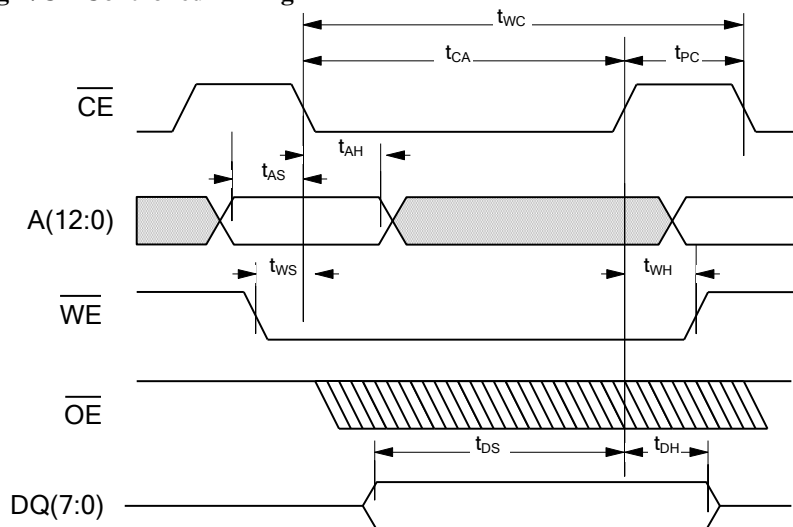 t_WC
t_CA t_PC
CE
t_AH
t_AS
A(12:0)
t_WS t_WH
WE
OE
t_DS t_DH
DQ(7:0)